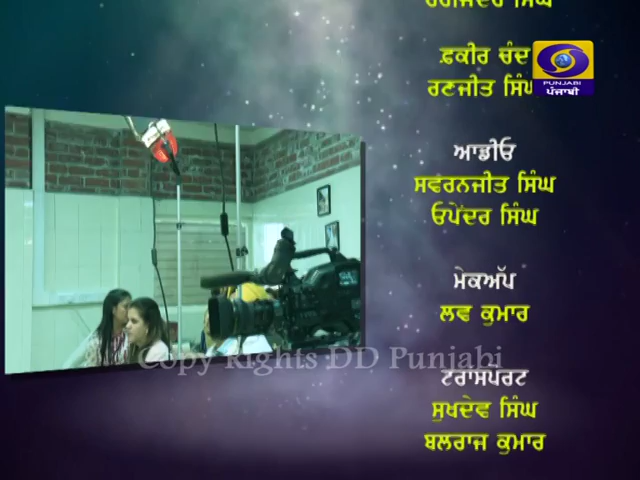 ਫ਼ਕੀਰ ਚੰਦ
ਰਣਜੀਤ ਸਿੰਘ
PUNJABI
ਪੰਜਾਬੀ
ਆਡੀਓ
ਸਵਰਨਜੀਤ ਸਿੰਘ
ਓਪੇਂਦਰ ਸਿੰਘ
ਮੇਕਅੱਪ
ਲਵ ਕੁਮਾਰ
Copy Rights DD Punjabi
ਟਰਾਂਸਪੋਰਟ
ਸੁਖਦੇਵ ਸਿੰਘ
ਬਲਰਾਜ ਕੁਮਾਰ